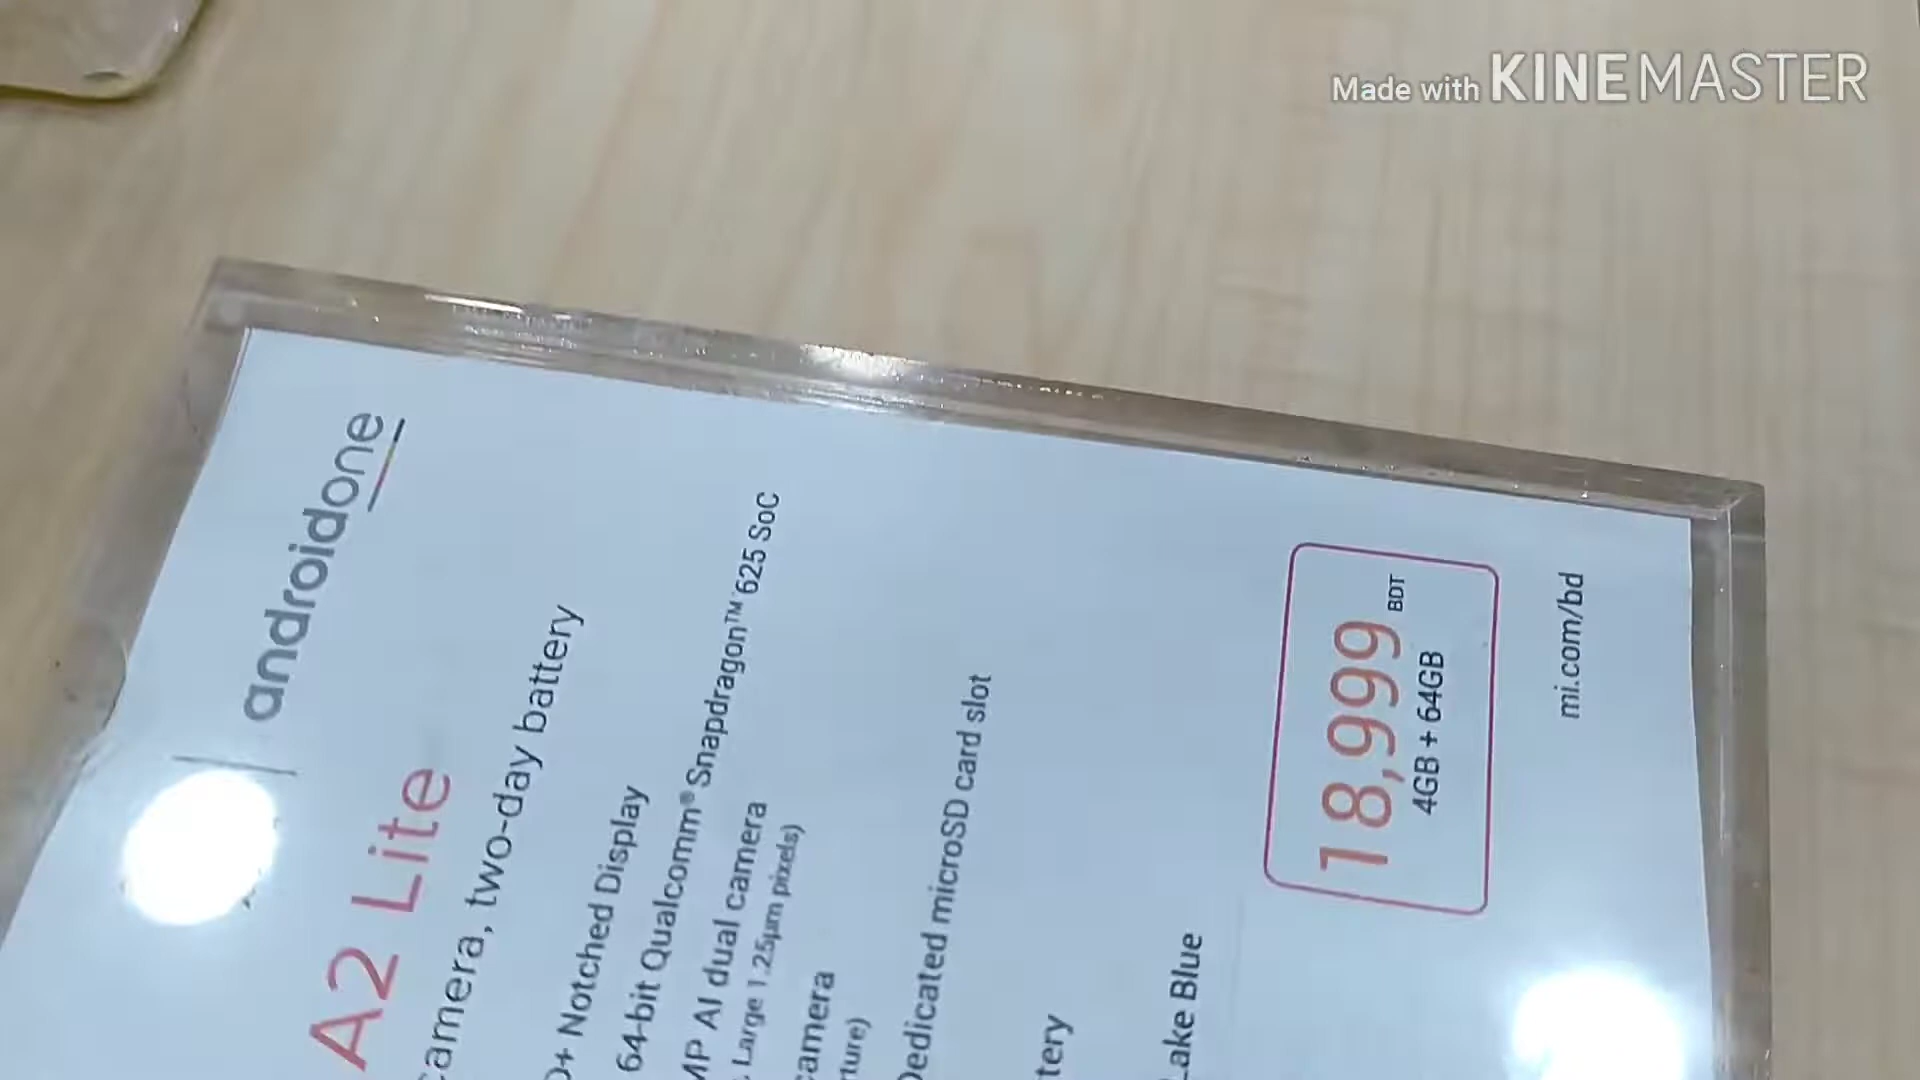 Made with KINEMASTER
androidone
A2 Lite
camera, two-day battery
Notched Display
64-bit Qualcomm® Snapdragon™ 625 SoC
AI dual camera
Large 1.25μm pixels)
camera
Dedicated microSD card slot
Lake Blue
18,999 BDT
4GB + 64GB
mi.com/bd